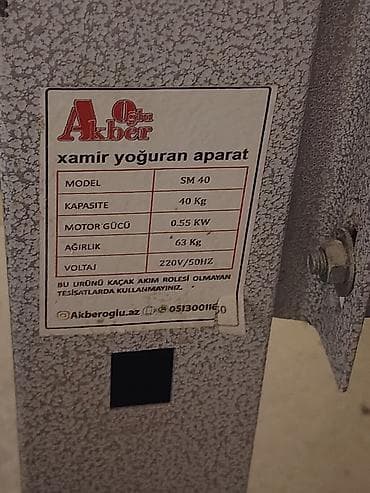 Akber Oğlu
xamir yoğuran aparat
MODEL SM 40
KAPASITE 40 Kg
MOTOR GÜCÜ 0.55 KW
AĞIRLIK 63 Kg
VOLTAJ 220V/50HZ
BU ÜRÜNÜ KAÇAK AKIM ROLESİ OLMAYAN
TESİSATLARDA KULLANMAYINIZ.
Akberoglu.az 0513001160